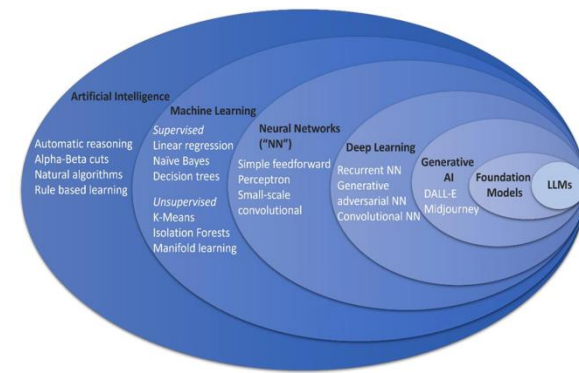 Artificial Intelligence
Automatic reasoning
Alpha-Beta cuts
Natural algorithms
Rule based learning
Machine Learning
Supervised
Linear regression
Naïve Bayes
Decision trees
Unsupervised
K-Means
Isolation Forests
Manifold learning
Neural Networks
("NN")
Simple feedforward
Perceptron
Small-scale
convolutional
Deep Learning
Recurrent NN
Generative
adversarial NN
Convolutional NN
Generative
AI
DALL-E
Midjourney
Foundation
Models
LLMs